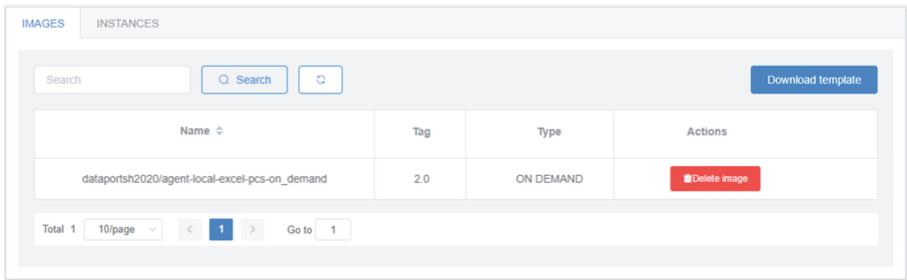 IMAGES INSTANCES
Search Search Download template
Name Tag Type Actions
dataportsh2020/agent-local-excel-pcs-on_demand 2.0 ON DEMAND Delete image
Total 1 10/page < 1 > Go to 1